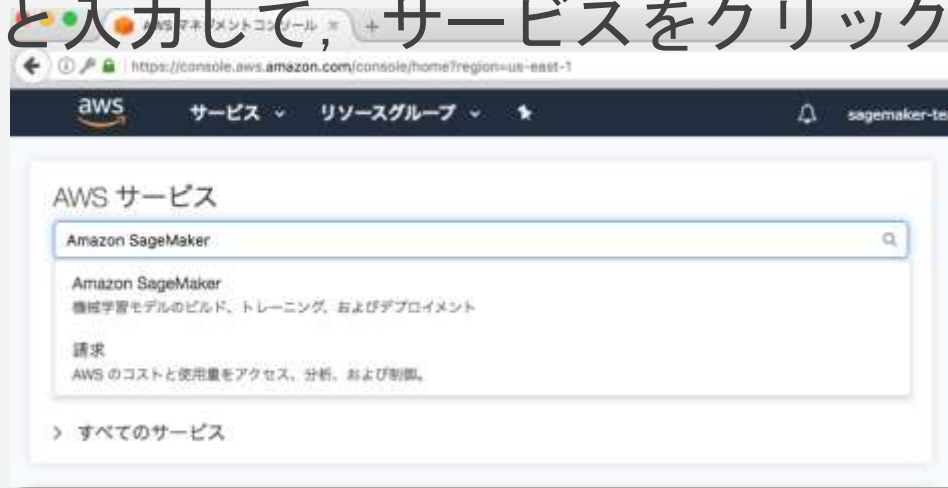 と入力して，サービスをクリック
AWSマネジメントコンソール × +
https://console.aws.amazon.com/console/home?region=us-east-1
aws サービス リソースグループ sagemaker-te
AWS サービス
Amazon SageMaker
Amazon SageMaker
機械学習モデルのビルド、トレーニング、およびデプロイメント
請求
AWS のコストと使用量をアクセス、分析、および制御。
> すべてのサービス